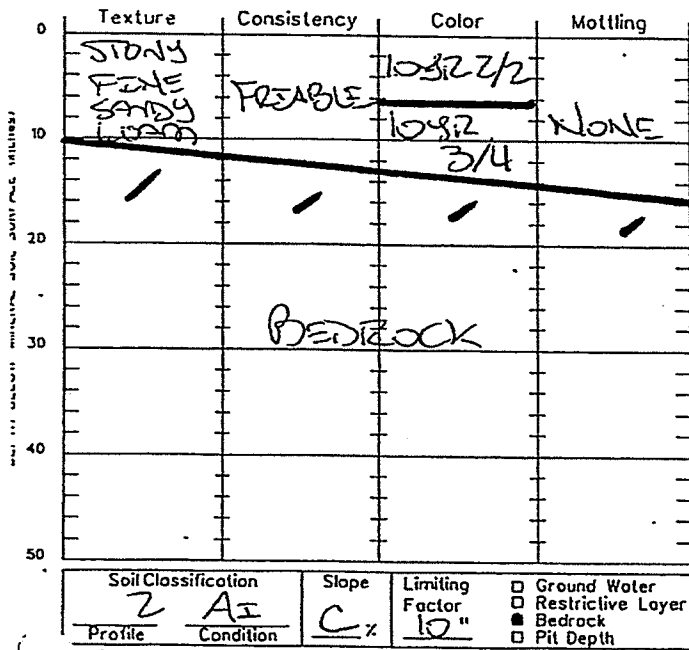 Texture Consistency Color Mottling
0
STONY
FINE
SANDY
LOAM
FRIABLE
10YR 2/2
10YR
3/4
NONE
10
20
BEDROCK
30
40
50
Soil Classification
2 AI
Profile Condition
Slope
C %
Limiting
Factor
10 "
Ground Water
Restrictive Layer
Bedrock
Pit Depth